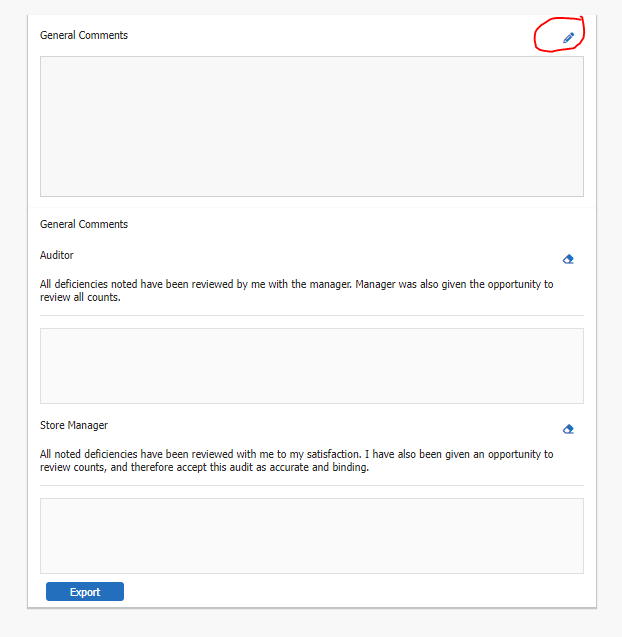 General Comments
General Comments
Auditor
All deficiencies noted have been reviewed by me with the manager. Manager was also given the opportunity to
review all counts.
Store Manager
All noted deficiencies have been reviewed with me to my satisfaction. I have also been given an opportunity to
review counts, and therefore accept this audit as accurate and binding.
Export